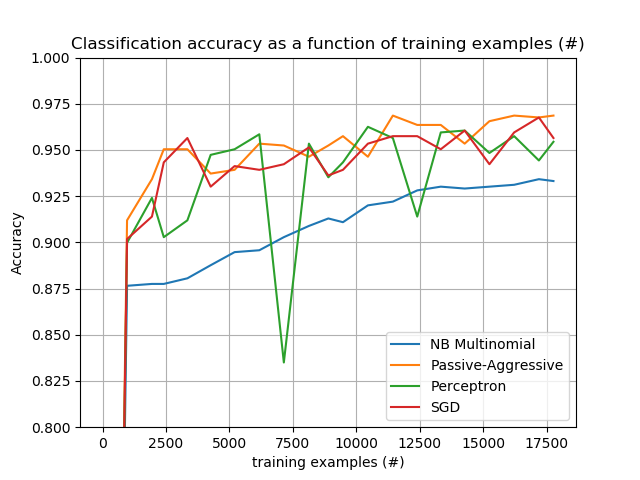 Classification accuracy as a function of training examples (#)
1.000
0.975
0.950
0.925
0.900
0.875
0.850
0.825
0.800
Accuracy
NB Multinomial
Passive-Aggressive
Perceptron
SGD
0 2500 5000 7500 10000 12500 15000 17500
training examples (#)